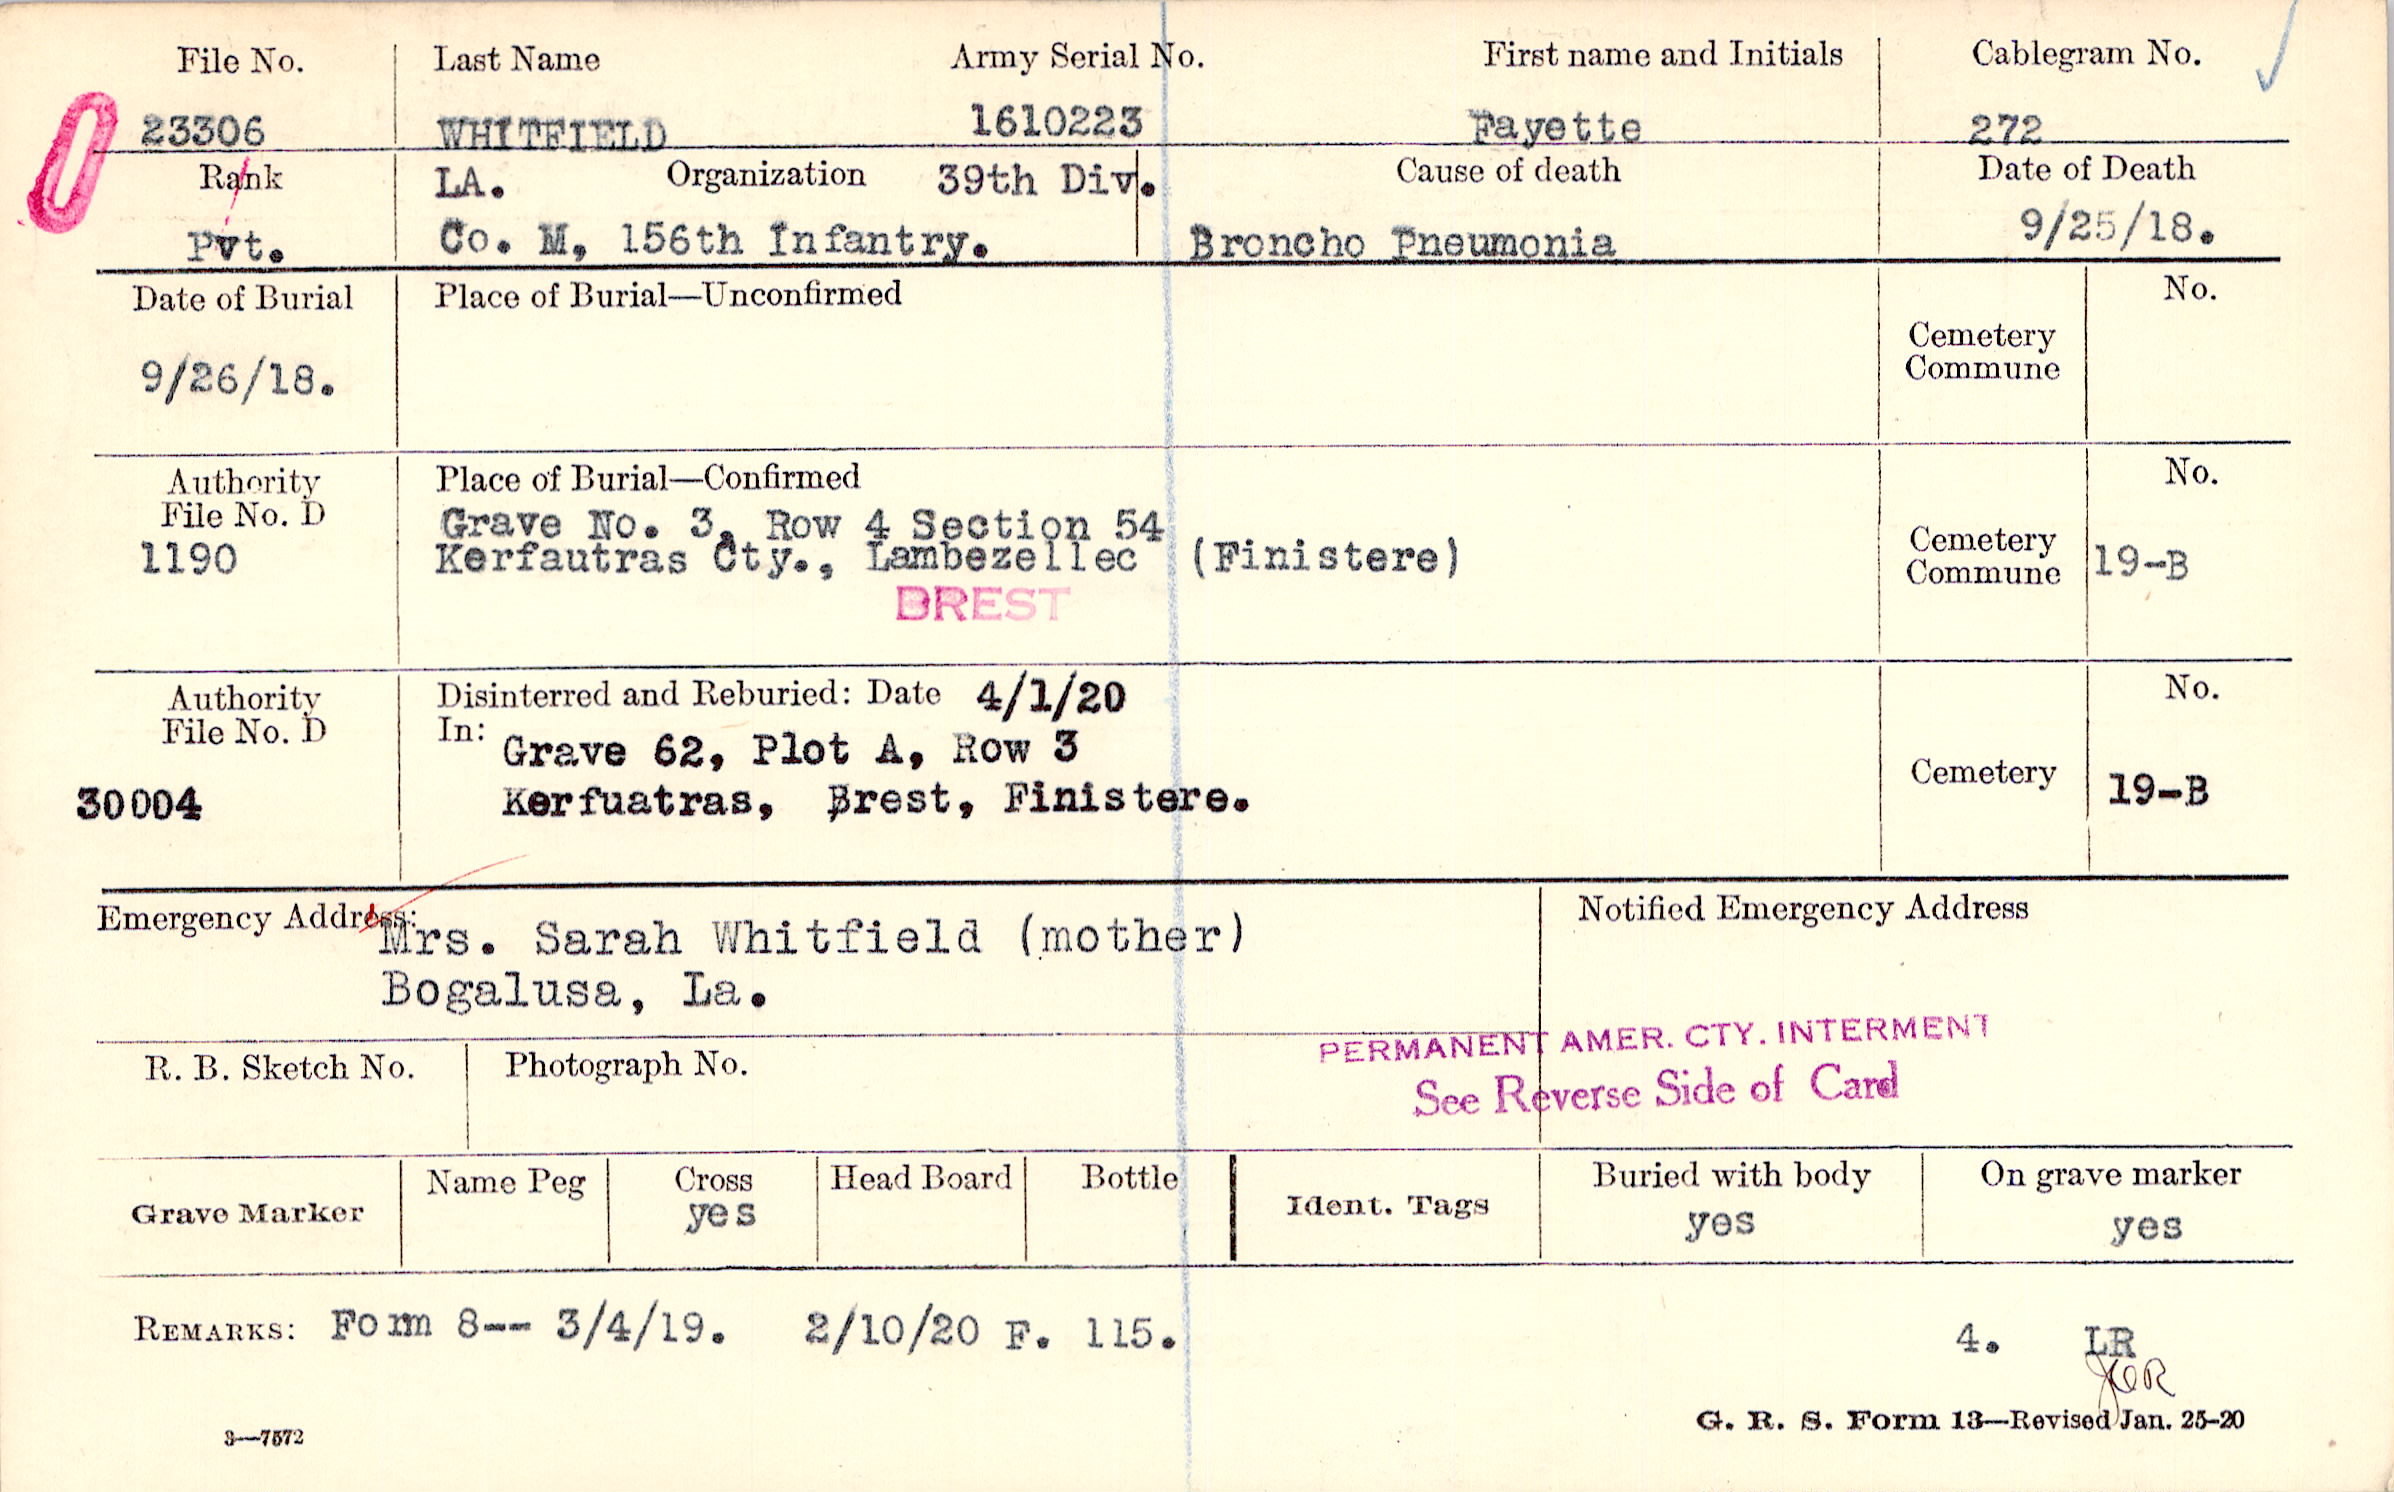 File No. Last Name Army Serial No. First name and Initials Cablegram No.
23306 WHITFIELD 1610223 Fayette 272
Rank LA. Organization 39th Div. Cause of death Date of Death
Pvt. Co. M, 156th Infantry. Broncho Pneumonia 9/25/18.
Date of Burial Place of Burial—Unconfirmed No.
9/26/18. Cemetery
Commune
Authority Place of Burial—Confirmed No.
File No. D Grave No. 3, Row 4 Section 54 Cemetery
1190 Kerfautras Cty., Lambezellec (Finistere) Commune 19-B
BREST
Authority Disinterred and Reburied: Date 4/1/20 No.
File No. D In: Grave 62, Plot A, Row 3 Cemetery
30004 Kerfuatras, Brest, Finistere. 19-B
Emergency Address: Mrs. Sarah Whitfield (mother) Notified Emergency Address
Bogalusa, La.
PERMANENT AMER. CTY. INTERMENT
R. B. Sketch No. Photograph No. See Reverse Side of Card
Grave Marker Name Peg Cross Head Board Bottle Ident. Tags Buried with body On grave marker
yes yes yes
REMARKS: Form 8-- 3/4/19. 2/10/20 F. 115. 4. LR
3—7572 G. R. S. Form 13—Revised Jan. 25-20